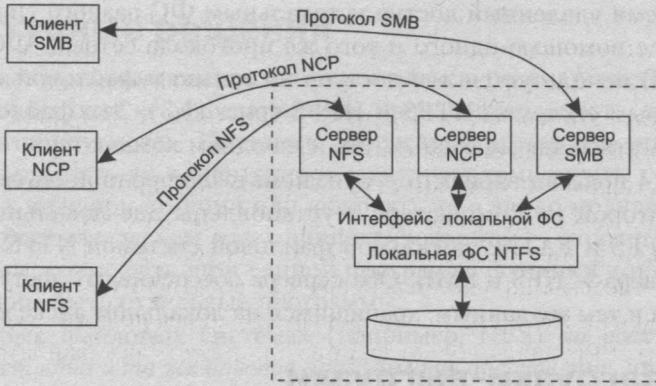 Клиент
SMB
Протокол SMB
Протокол NCP
Протокол NFS
Клиент
NCP
Клиент
NFS
Сервер
NFS
Сервер
NCP
Сервер
SMB
Интерфейс локальной ФС
Локальная ФС NTFS